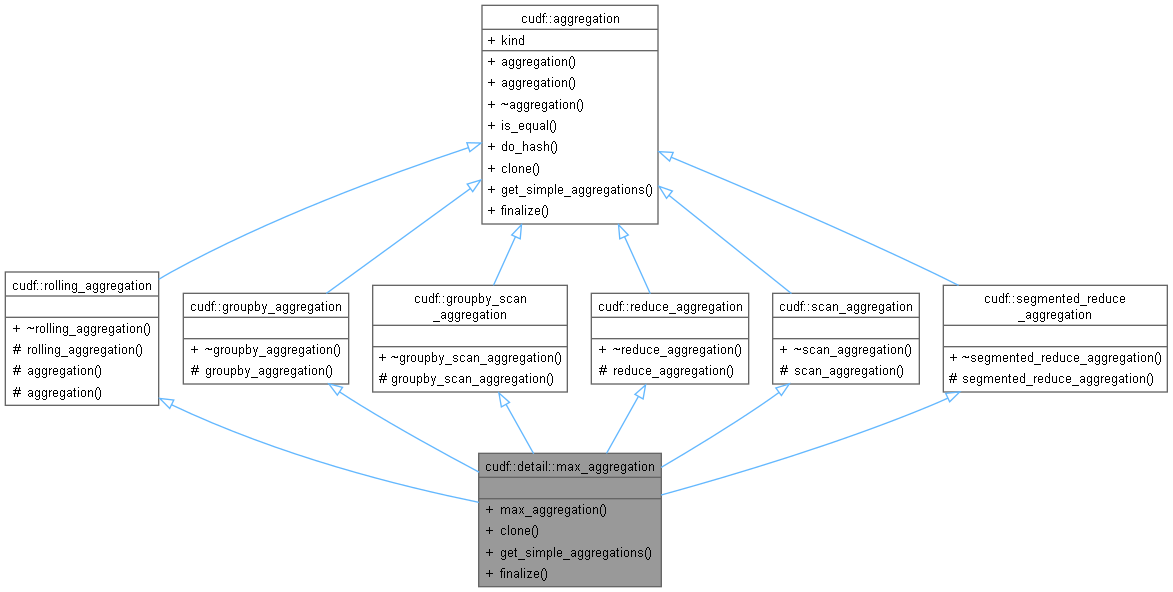 cudf::aggregation
+ kind
+ aggregation()
+ aggregation()
+ ~aggregation()
+ is_equal()
+ do_hash()
+ clone()
+ get_simple_aggregations()
+ finalize()
cudf::rolling_aggregation
+ ~rolling_aggregation()
# rolling_aggregation()
# aggregation()
# aggregation()
cudf::groupby_aggregation
+ ~groupby_aggregation()
# groupby_aggregation()
cudf::groupby_scan
_aggregation
+ ~groupby_scan_aggregation()
# groupby_scan_aggregation()
cudf::reduce_aggregation
+ ~reduce_aggregation()
# reduce_aggregation()
cudf::scan_aggregation
+ ~scan_aggregation()
# scan_aggregation()
cudf::segmented_reduce
_aggregation
+ ~segmented_reduce_aggregation()
# segmented_reduce_aggregation()
cudf::detail::max_aggregation
+ max_aggregation()
+ clone()
+ get_simple_aggregations()
+ finalize()